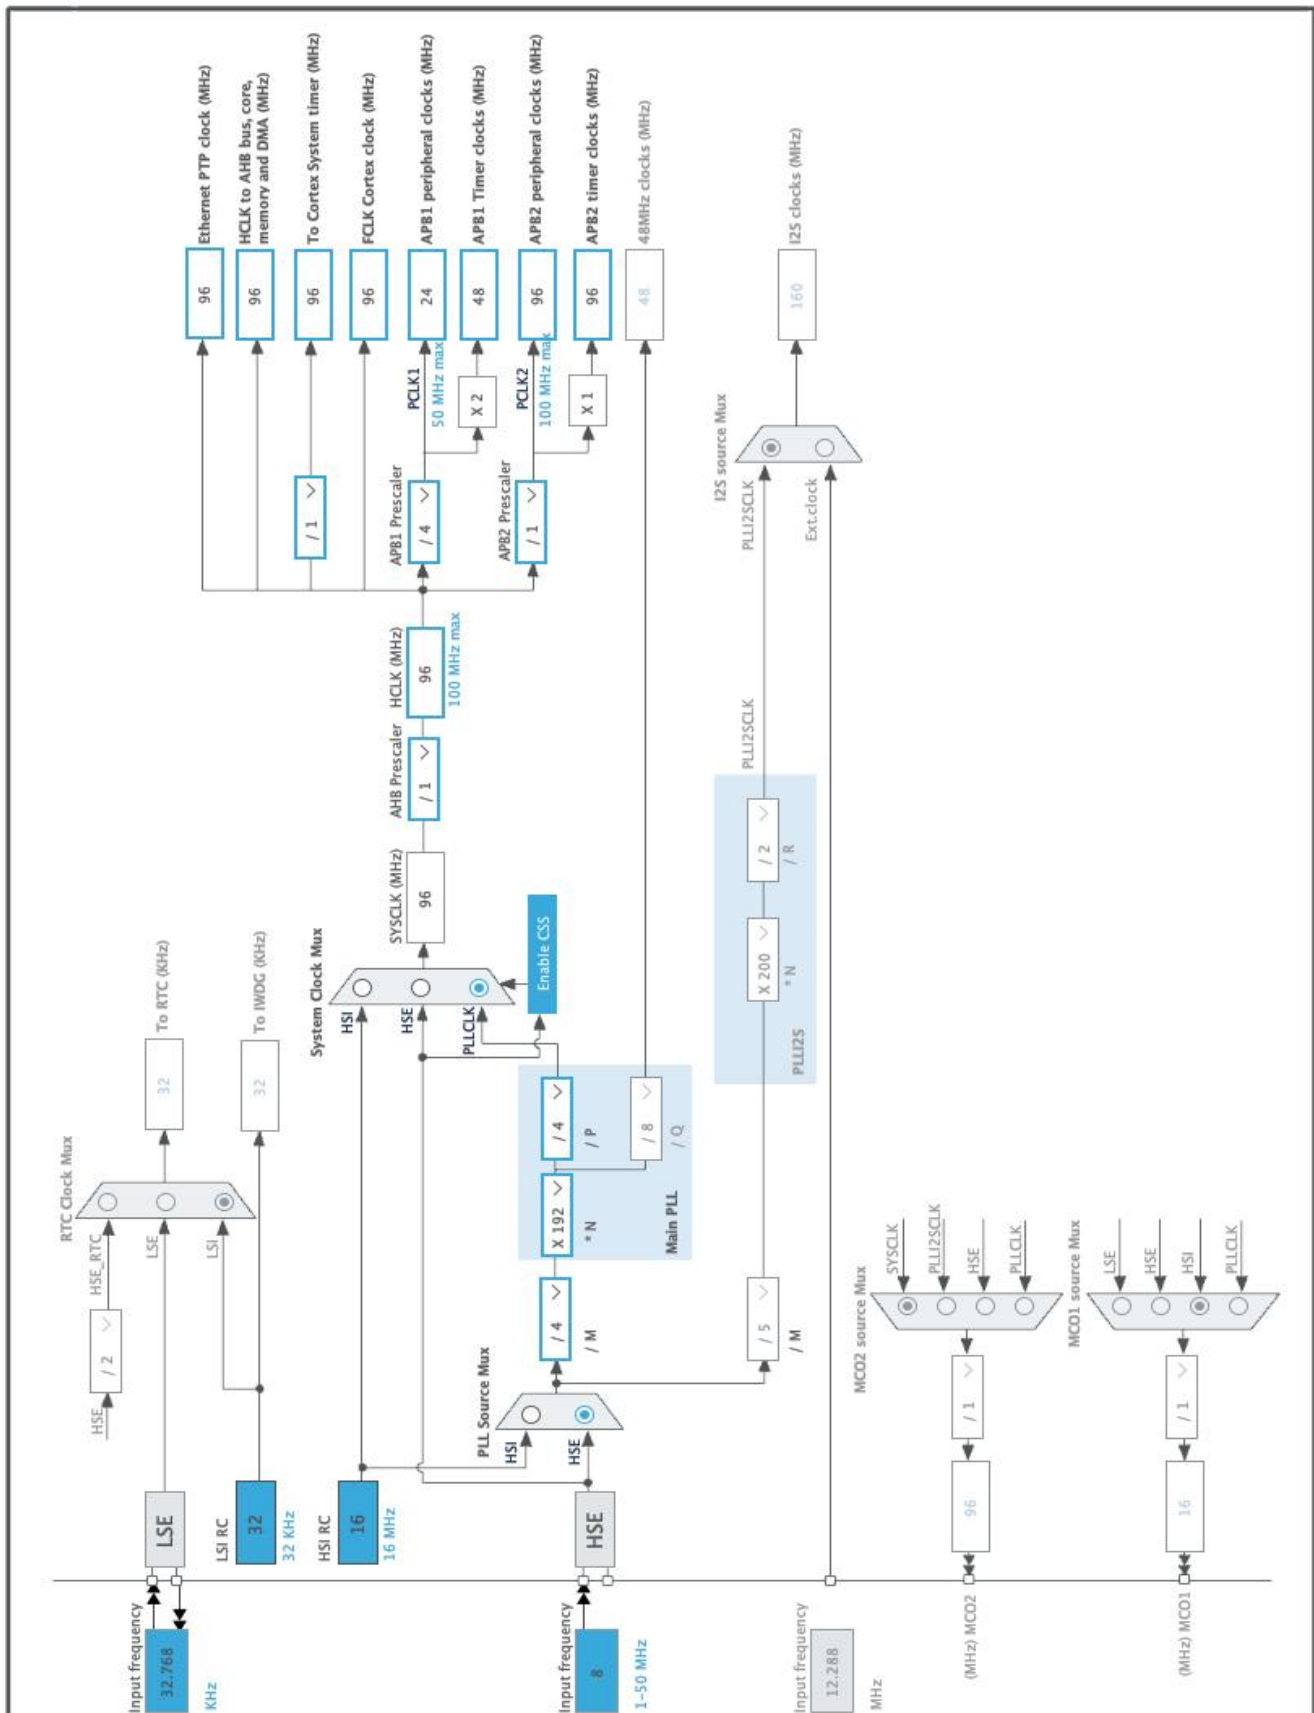 Input frequency
32.768
KHz
LSE
LSI RC
32
32 KHz
HSI RC
16
16 MHz
Input frequency
8
1-50 MHz
HSE
Input frequency
12.288
MHz
HSE
/ 2
HSE_RTC
LSE
LSI
RTC Clock Mux
32
To RTC (KHz)
32
To IWDG (KHz)
PLL Source Mux
HSI
HSE
/ 4
/ M
X 192
* N
/ 4
/ P
/ 8
/ Q
Main PLL
System Clock Mux
HSI
HSE
PLLCLK
Enable CSS
SYSCLK (MHz)
96
AHB Prescaler
/ 1
HCLK (MHz)
96
100 MHz max
APB1 Prescaler
/ 4
APB2 Prescaler
/ 1
/ 1
PCLK1
50 MHz max
X 2
PCLK2
100 MHz max
X 1
96
Ethernet PTP clock (MHz)
96
HCLK to AHB bus, core,
memory and DMA (MHz)
96
To Cortex System timer (MHz)
96
FCLK Cortex clock (MHz)
24
APB1 peripheral clocks (MHz)
48
APB1 Timer clocks (MHz)
96
APB2 peripheral clocks (MHz)
96
APB2 timer clocks (MHz)
48
48MHz clocks (MHz)
/ 5
/ M
X 200
* N
/ 2
/ R
PLLI2S
PLLI2SCLK
PLLI2SCLK
Ext.clock
I2S source Mux
160
I2S clocks (MHz)
MCO2 source Mux
SYSCLK
PLLI2SCLK
HSE
PLLCLK
/ 1
96
(MHz) MCO2
MCO1 source Mux
LSE
HSE
HSI
PLLCLK
/ 1
16
(MHz) MCO1